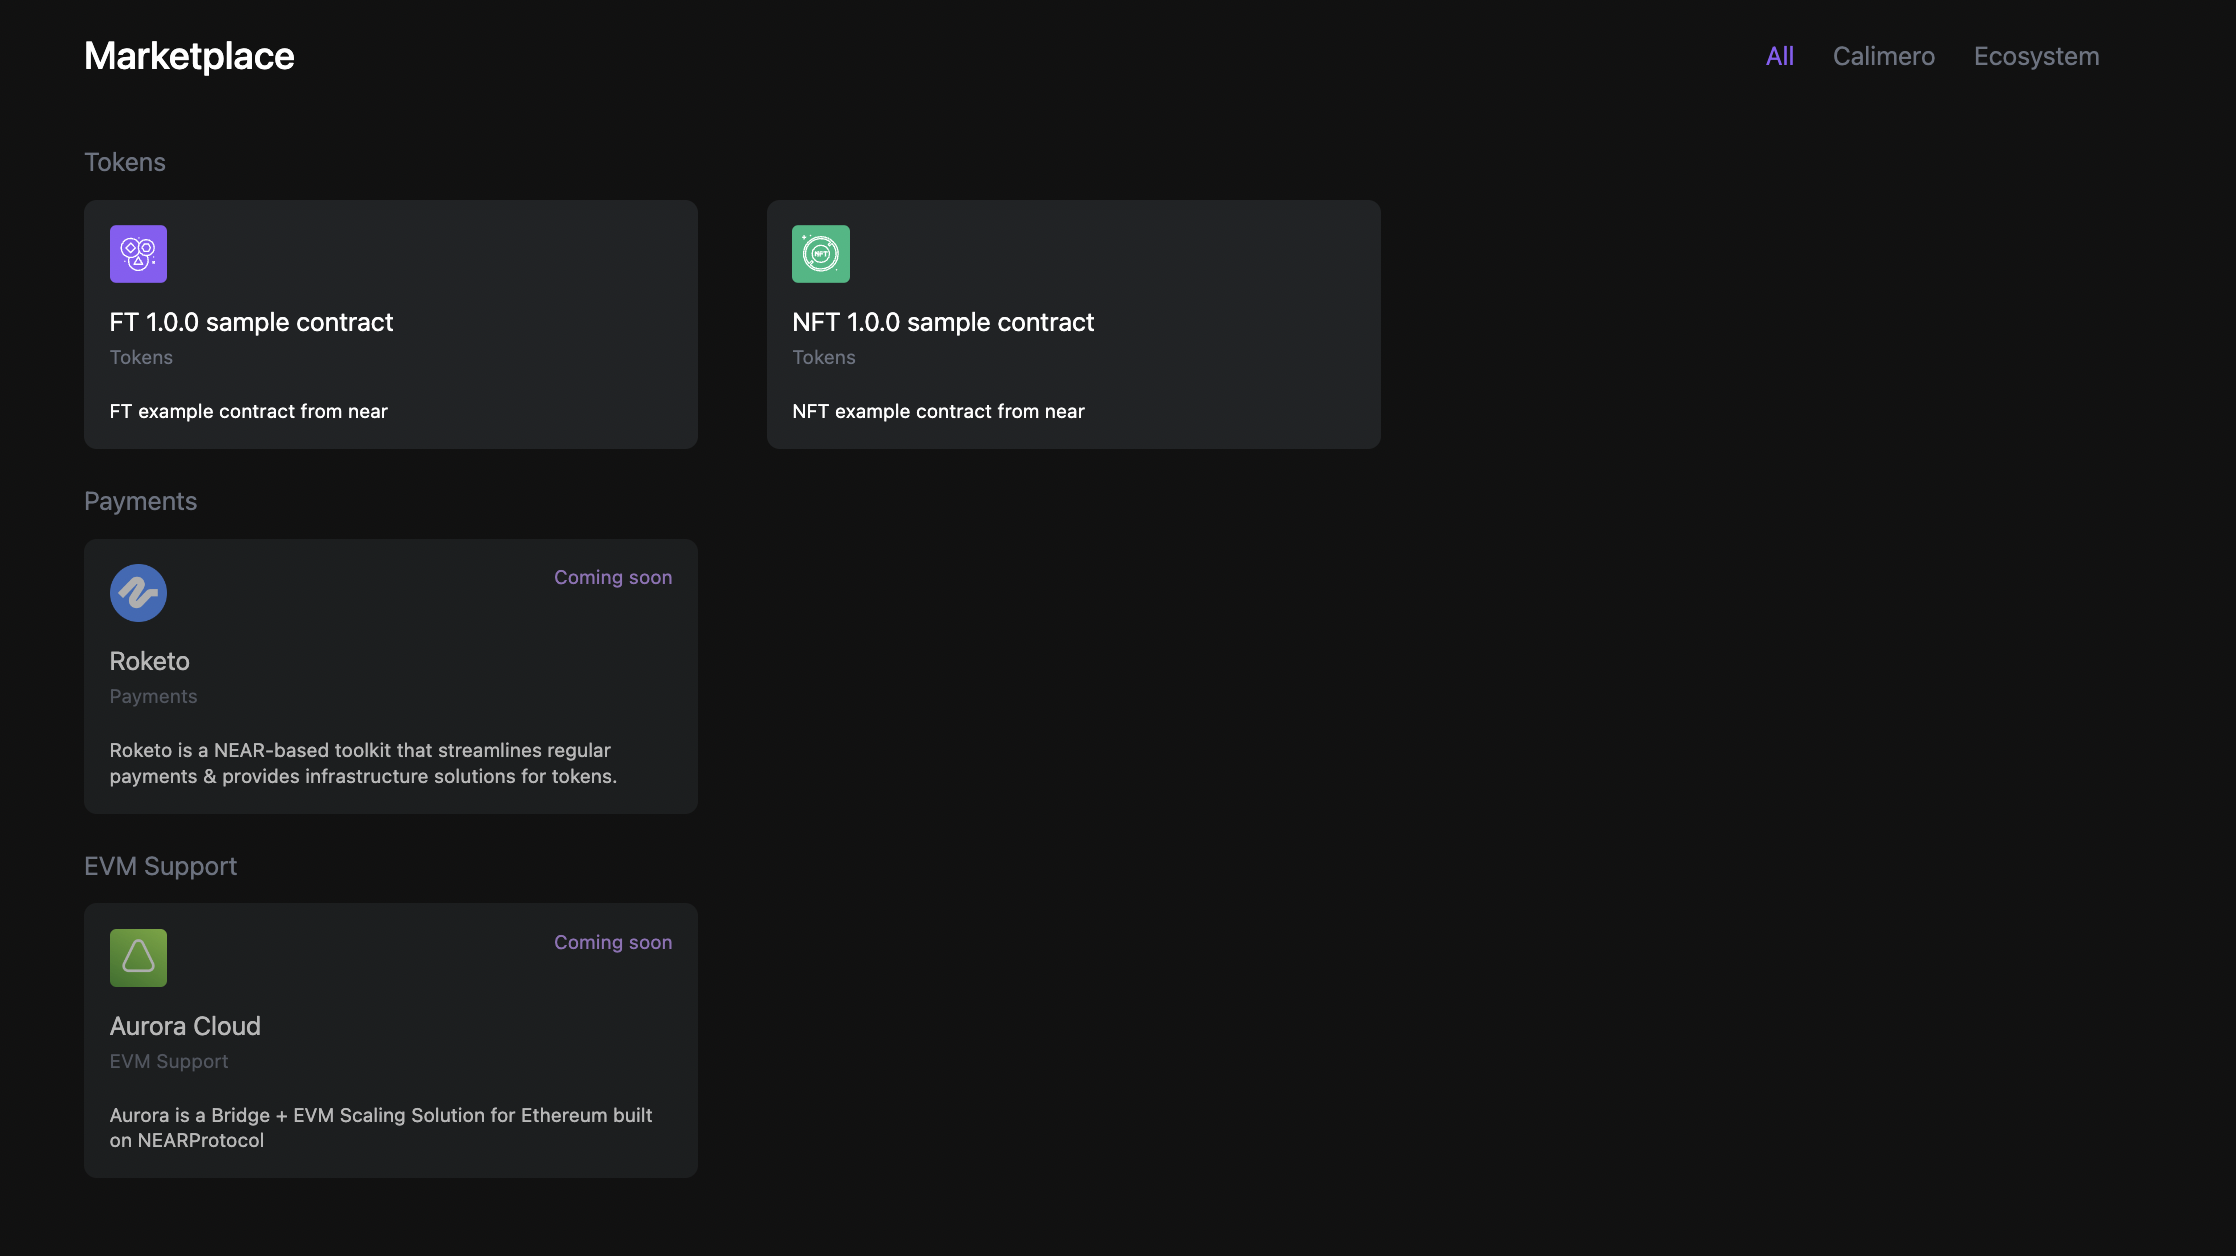 Marketplace
All
Calimero
Ecosystem
Tokens
FT 1.0.0 sample contract
Tokens
FT example contract from near
NFT
NFT 1.0.0 sample contract
Tokens
NFT example contract from near
Payments
Coming soon
Roketo
Payments
Roketo is a NEAR-based toolkit that streamlines regular
payments & provides infrastructure solutions for tokens.
EVM Support
Coming soon
Aurora Cloud
EVM Support
Aurora is a Bridge + EVM Scaling Solution for Ethereum built
on NEARProtocol